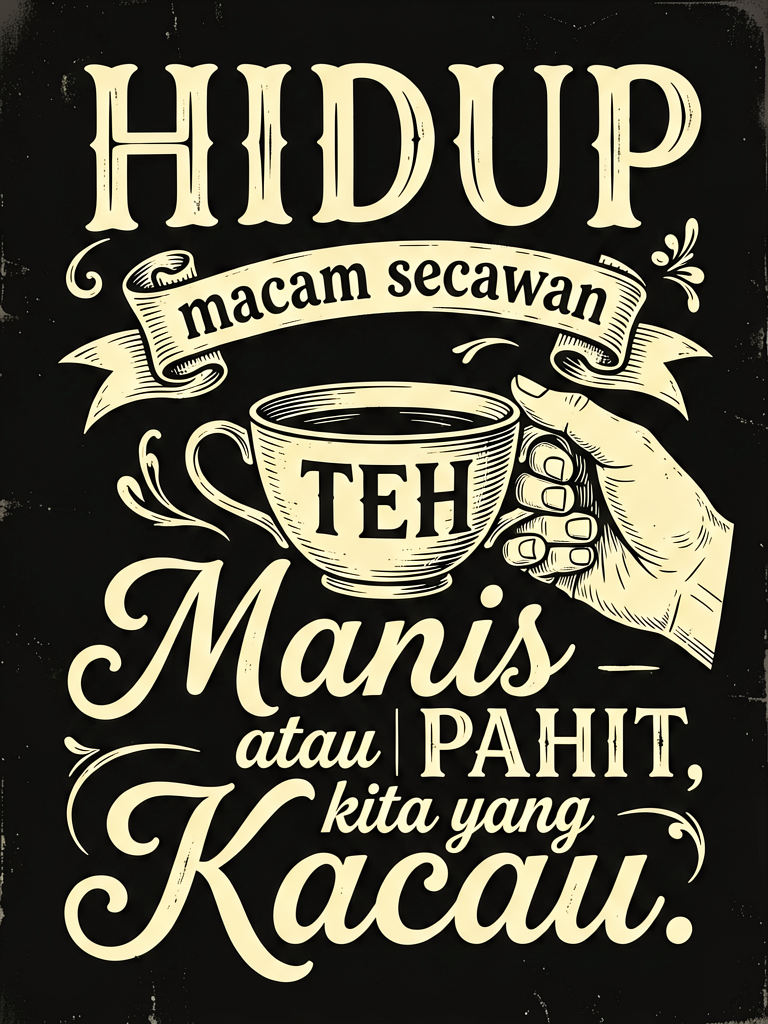 HIDUP
macam secawan
TEH
Manis
atau PAHIT,
kita yang
Kacau.